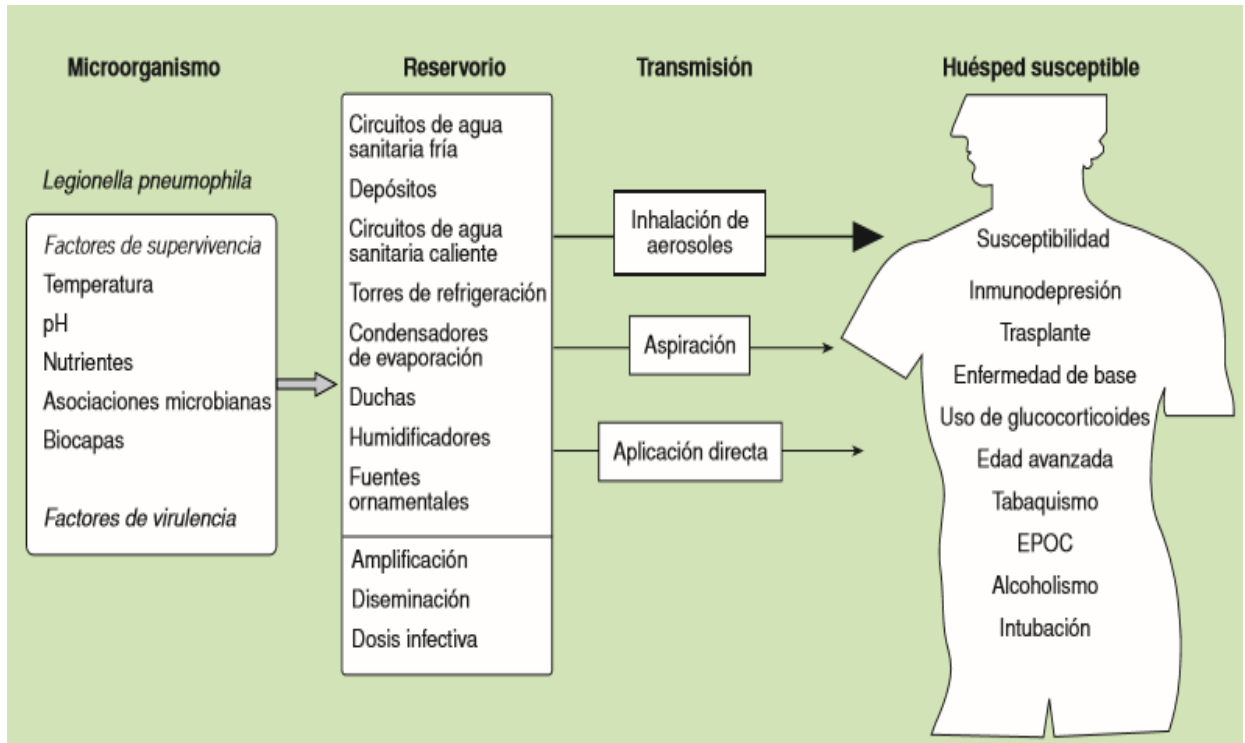 Microorganismo
Legionella pneumophila
Factores de supervivencia
Temperatura
pH
Nutrientes
Asociaciones microbianas
Biocapas
Factores de virulencia
Reservorio
Circuitos de agua
sanitaria fría
Depósitos
Circuitos de agua
sanitaria caliente
Torres de refrigeración
Condensadores
de evaporación
Duchas
Humidificadores
Fuentes
ornamentales
Amplificación
Diseminación
Dosis infectiva
Transmisión
Inhalación de
aerosoles
Aspiración
Aplicación directa
Huésped susceptible
Susceptibilidad
Inmunodepresión
Trasplante
Enfermedad de base
Uso de glucocorticoides
Edad avanzada
Tabaquismo
EPOC
Alcoholismo
Intubación